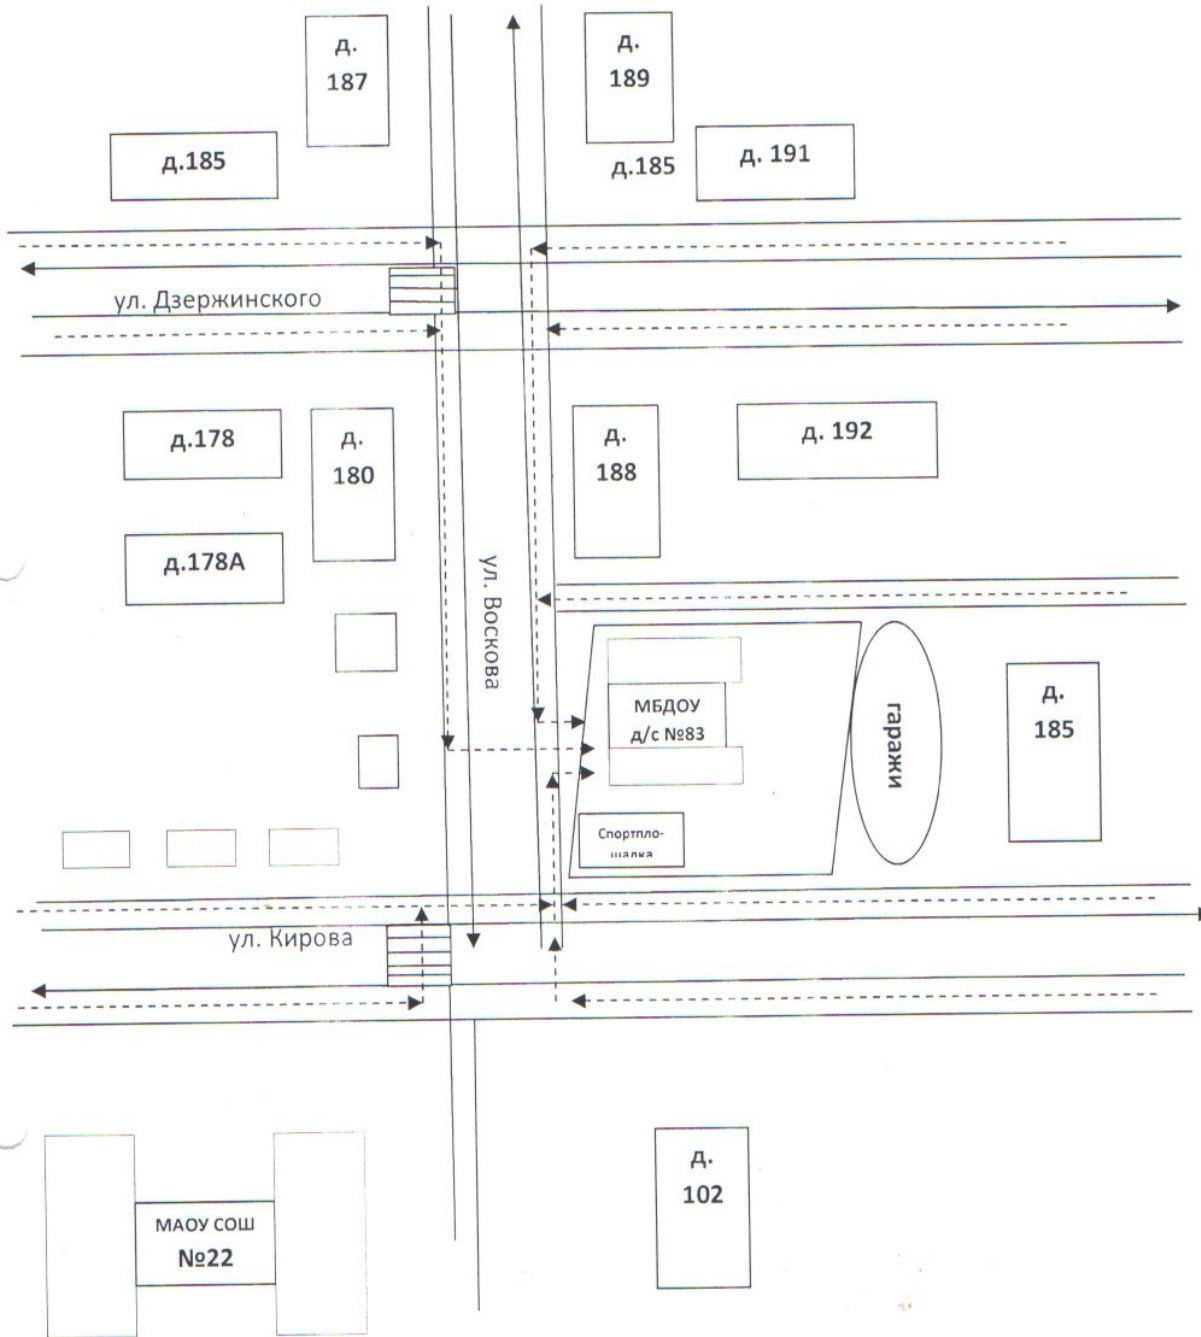 д.
187
д.
189
д.185
д.185
д. 191
ул. Дзержинского
д.178
д.
180
д.
188
д. 192
д.178А
ул. Воскова
МБДОУ
д/с №83
гаражи
д.
185
Спортпло-
щадка
ул. Кирова
МАОУ СОШ
№22
д.
102